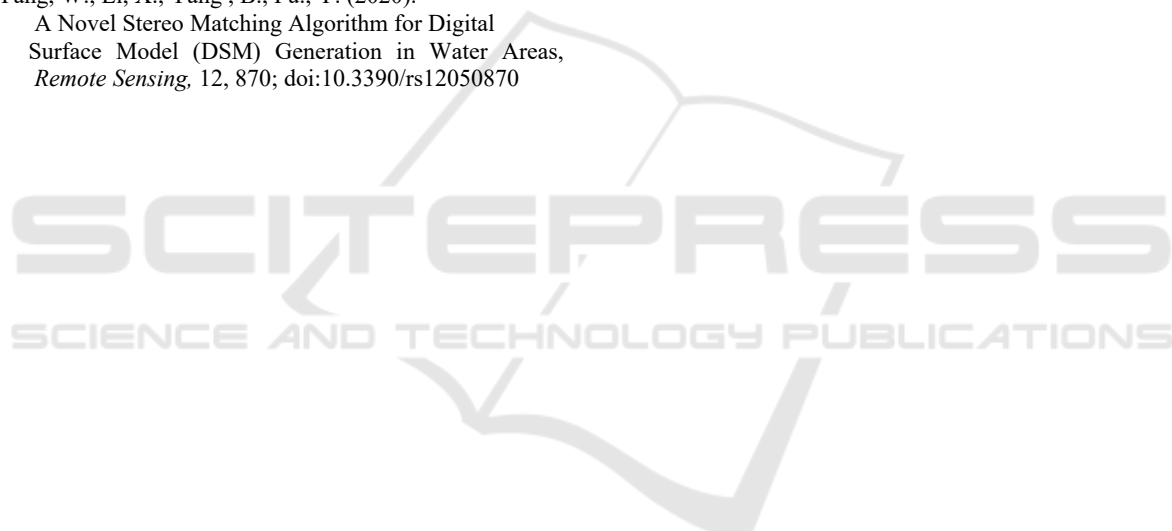 A Novel Stereo Matching Algorithm for Digital
Surface Model (DSM) Generation in Water Areas,
Remote Sensing, 12, 870; doi:10.3390/rs12050870
SCITEPRESS
SCIENCE AND TECHNOLOGY PUBLICATIONS